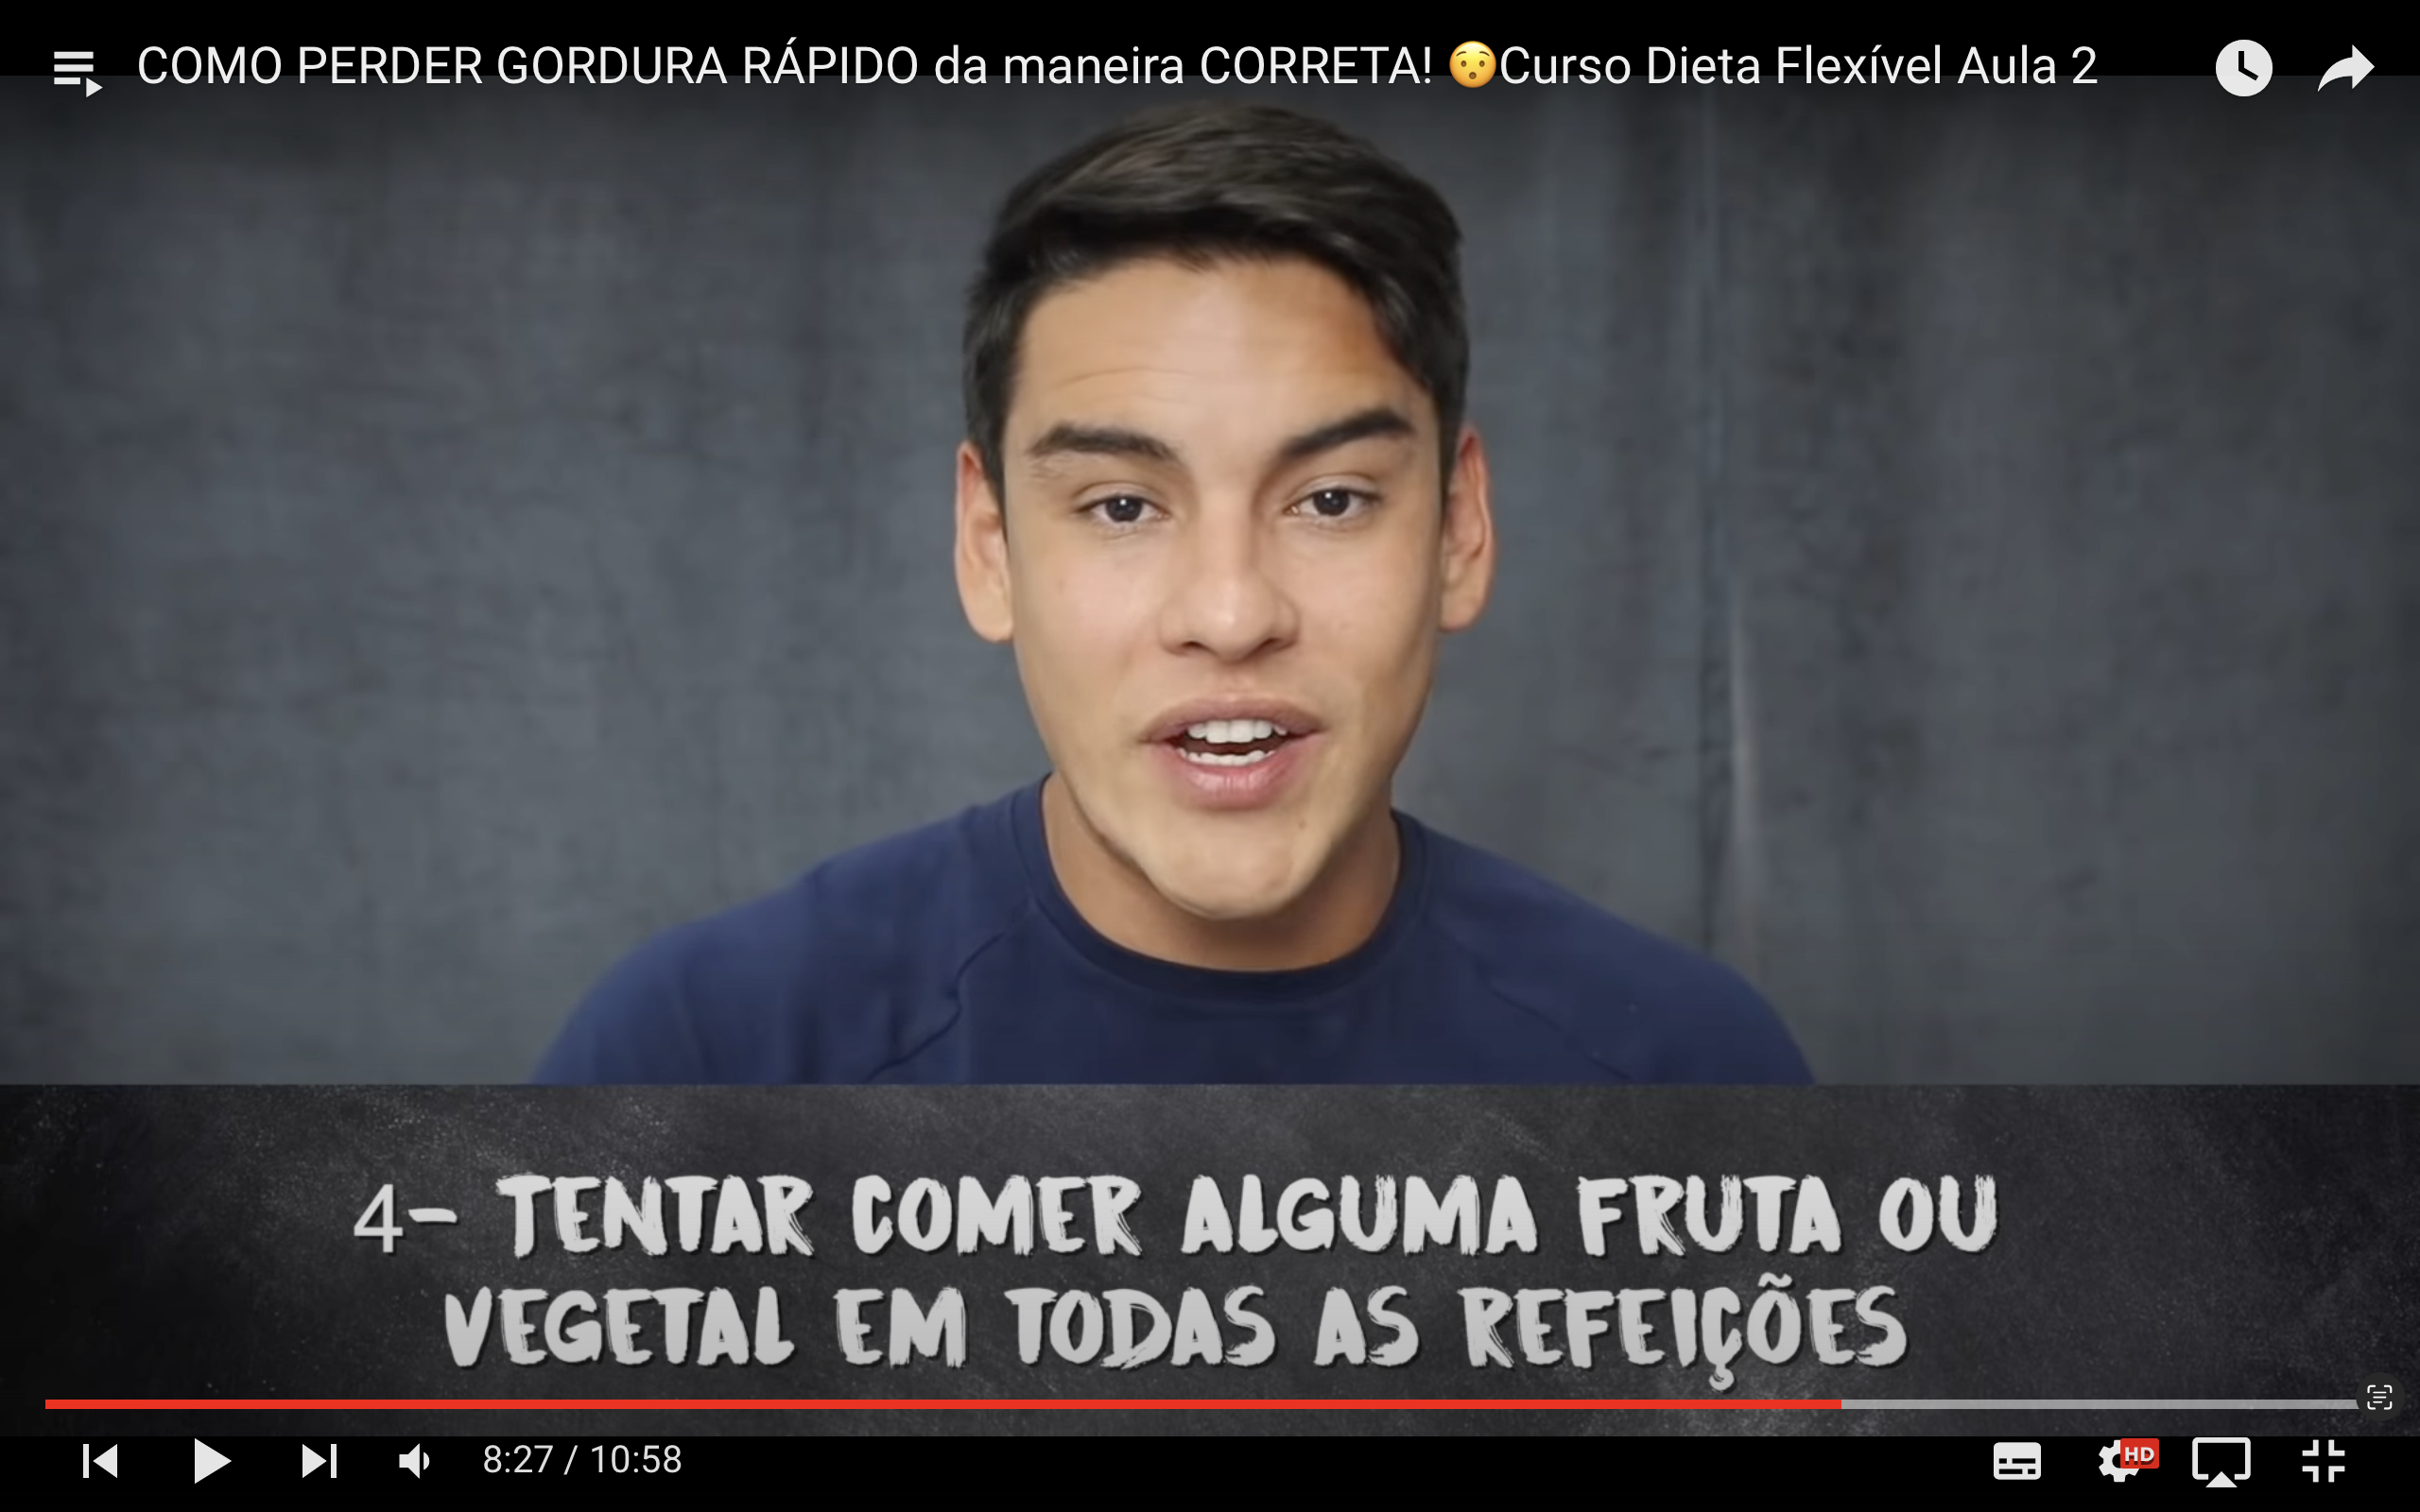 COMO PERDER GORDURA RÁPIDO da maneira CORRETA! 😯Curso Dieta Flexível Aula 2
4- TENTAR COMER ALGUMA FRUTA OU
VEGETAL EM TODAS AS REFEIÇÕES
8:27 / 10:58
HD